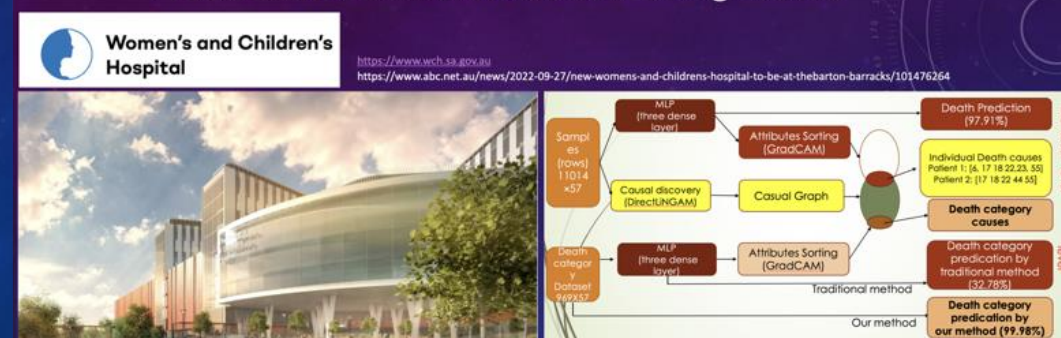 Women's and Children's
Hospital
https://www.wch.sa.gov.au
https://www.abc.net.au/news/2022-09-27/new-womens-and-childrens-hospital-to-be-at-thebarton-barracks/101476264
Sampl
es
(rows)
11014
×57
MLP
(three dense
layer)
Death Prediction
(97.91%)
Attributes Sorting
(GradCAM)
Individual Death causes
Patient 1; [6, 17 18 22,23, 55]
Patient 2; [17 18 22 44 55]
Causal discovery
(DirectLiNGAM)
Casual Graph
Death category
causes
Death
categor
y
Dataset
969X57
MLP
(three dense
layer)
Attributes Sorting
(GradCAM)
Death category
predication by
traditional method
(32.78%)
Traditional method
Death category
predication by
our method (99.98%)
Our method